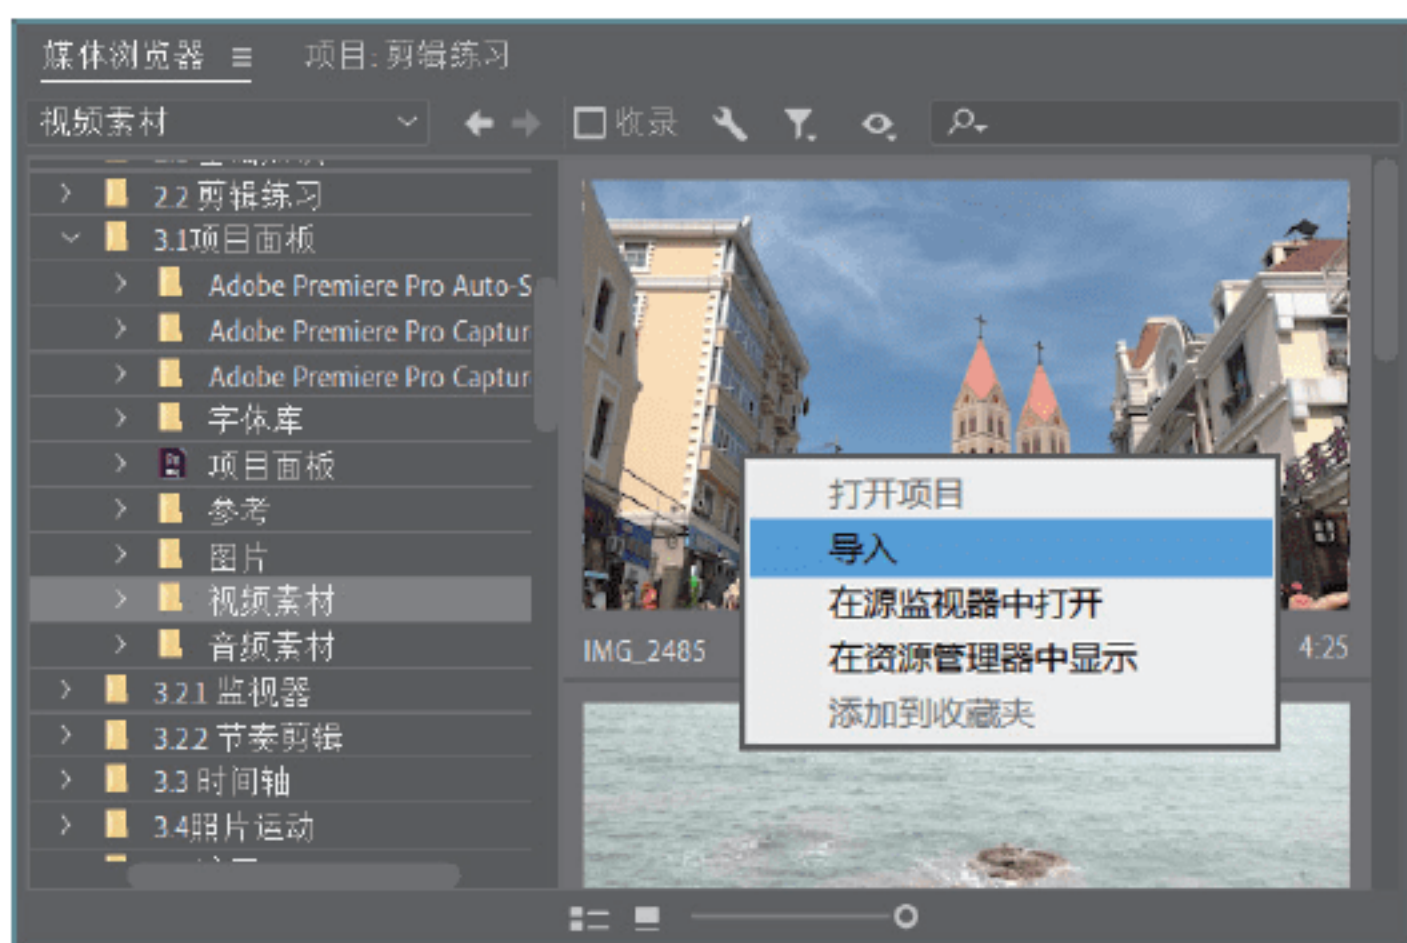 媒体浏览器 项目: 剪辑练习
视频素材 收录
2.2 剪辑练习
3.1项目面板
Adobe Premiere Pro Auto-S
Adobe Premiere Pro Captur
Adobe Premiere Pro Captur
字体库
项目面板
参考
图片
视频素材
音频素材
3.2.1 监视器
3.2.2 节奏剪辑
3.3 时间轴
3.4照片运动
IMG_2485 4:25
打开项目
导入
在源监视器中打开
在资源管理器中显示
添加到收藏夹